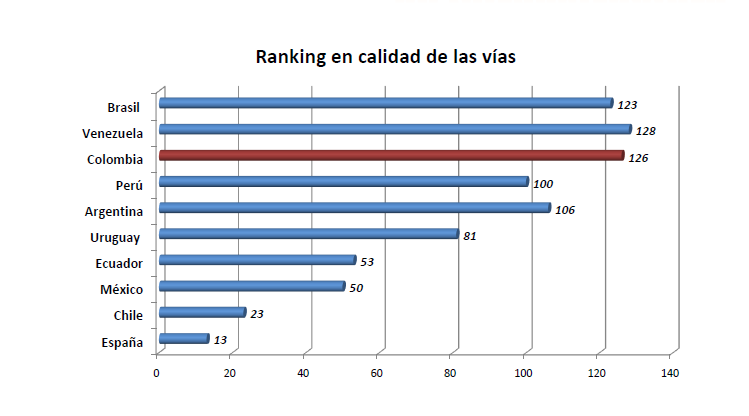 Ranking en calidad de las vías
Brasil 123
Venezuela 128
Colombia 126
Perú 100
Argentina 106
Uruguay 81
Ecuador 53
México 50
Chile 23
España 13
0 20 40 60 80 100 120 140